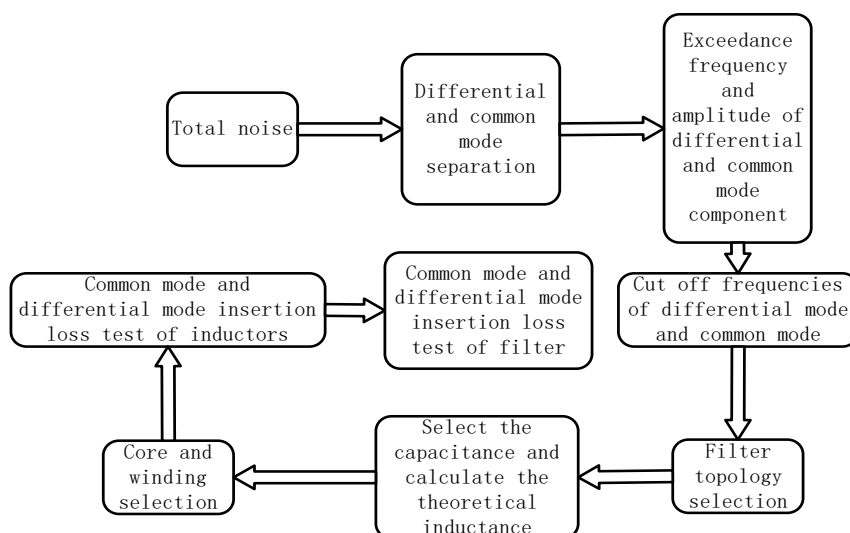 Total noise
Differential
and common
mode
separation
Exceedance
frequency
and
amplitude of
differential
and common
mode
component
Cut off frequencies
of differential mode
and common mode
Filter
topology
selection
Select the
capacitance and
calculate the
theoretical
inductance
Core and
winding
selection
Common mode and
differential mode insertion
loss test of inductors
Common mode and
differential mode
insertion loss
test of filter